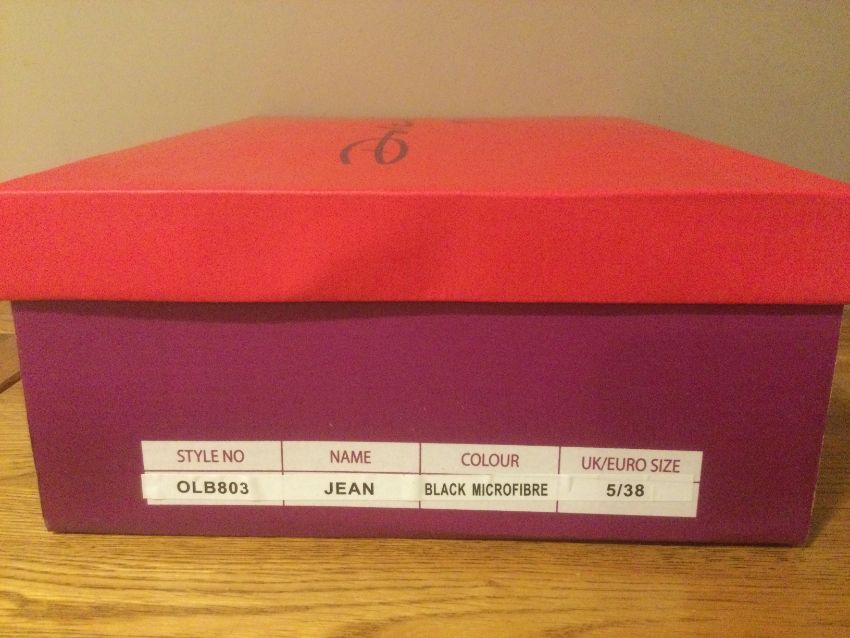 STYLE NO NAME COLOUR UK/EURO SIZE
OLB803 JEAN BLACK MICROFIBRE 5/38